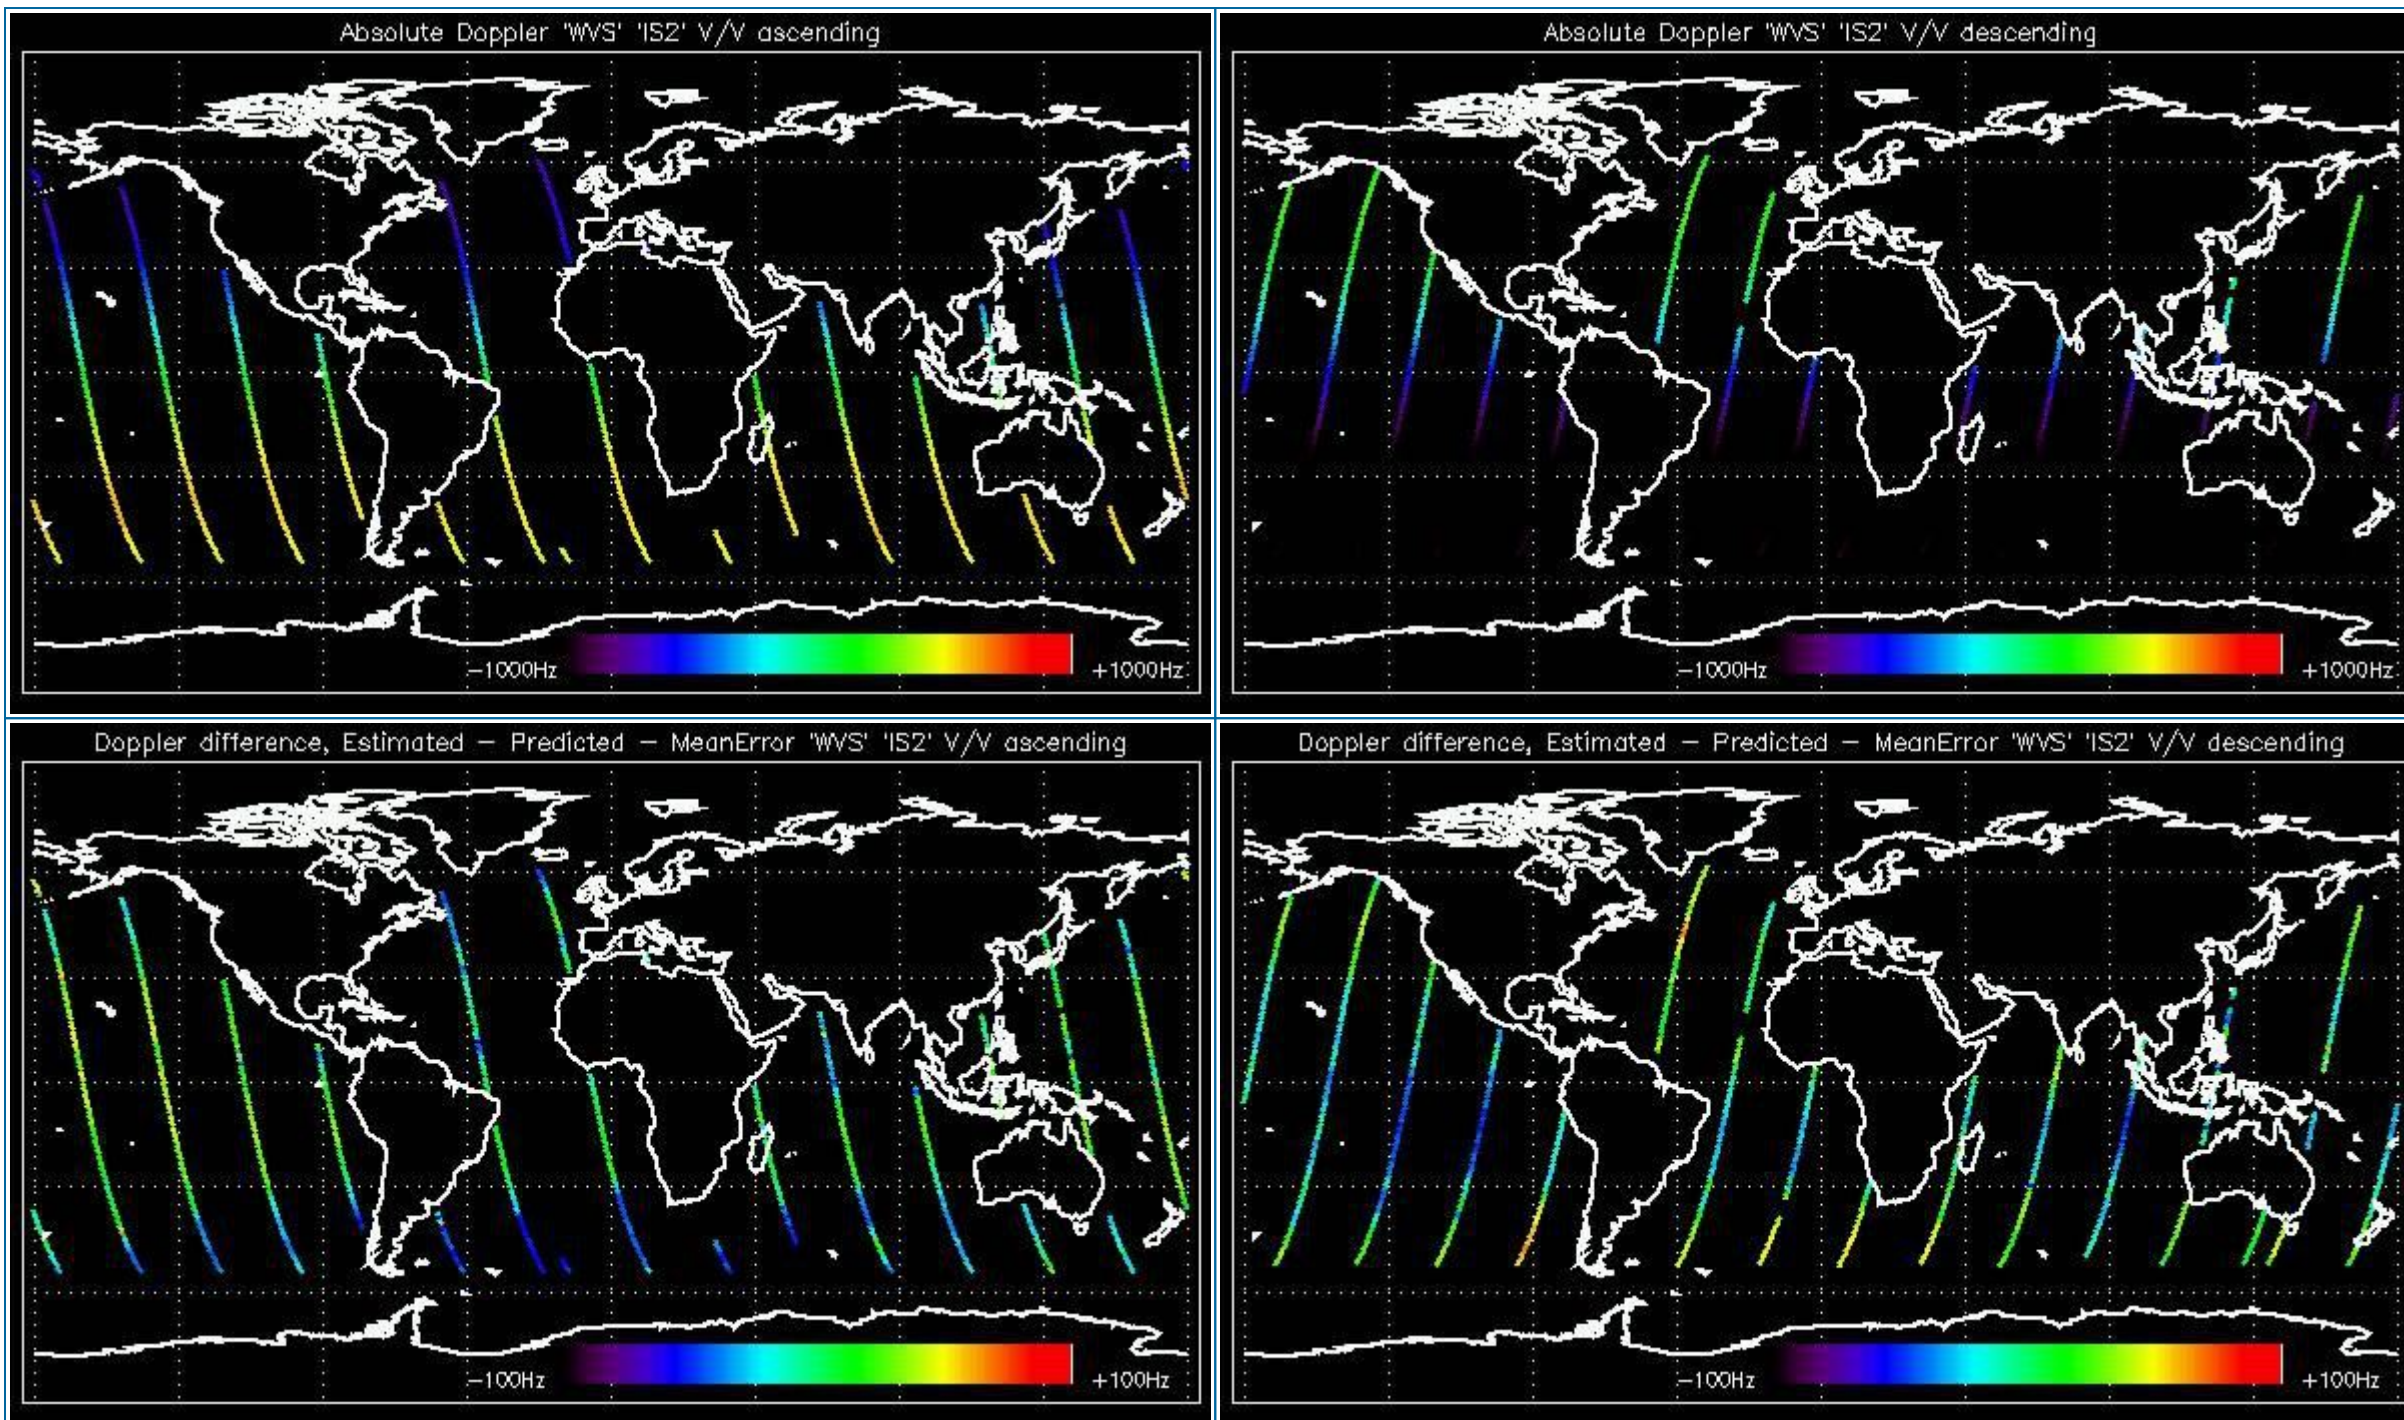 Absolute Doppler 'WVS' 'IS2' V/V ascending
-1000Hz
+1000Hz
Absolute Doppler 'WVS' 'IS2' V/V descending
-1000Hz
+1000Hz
Doppler difference, Estimated - Predicted - MeanError 'WVS' 'IS2' V/V ascending
-100Hz
+100Hz
Doppler difference, Estimated - Predicted - MeanError 'WVS' 'IS2' V/V descending
-100Hz
+100Hz